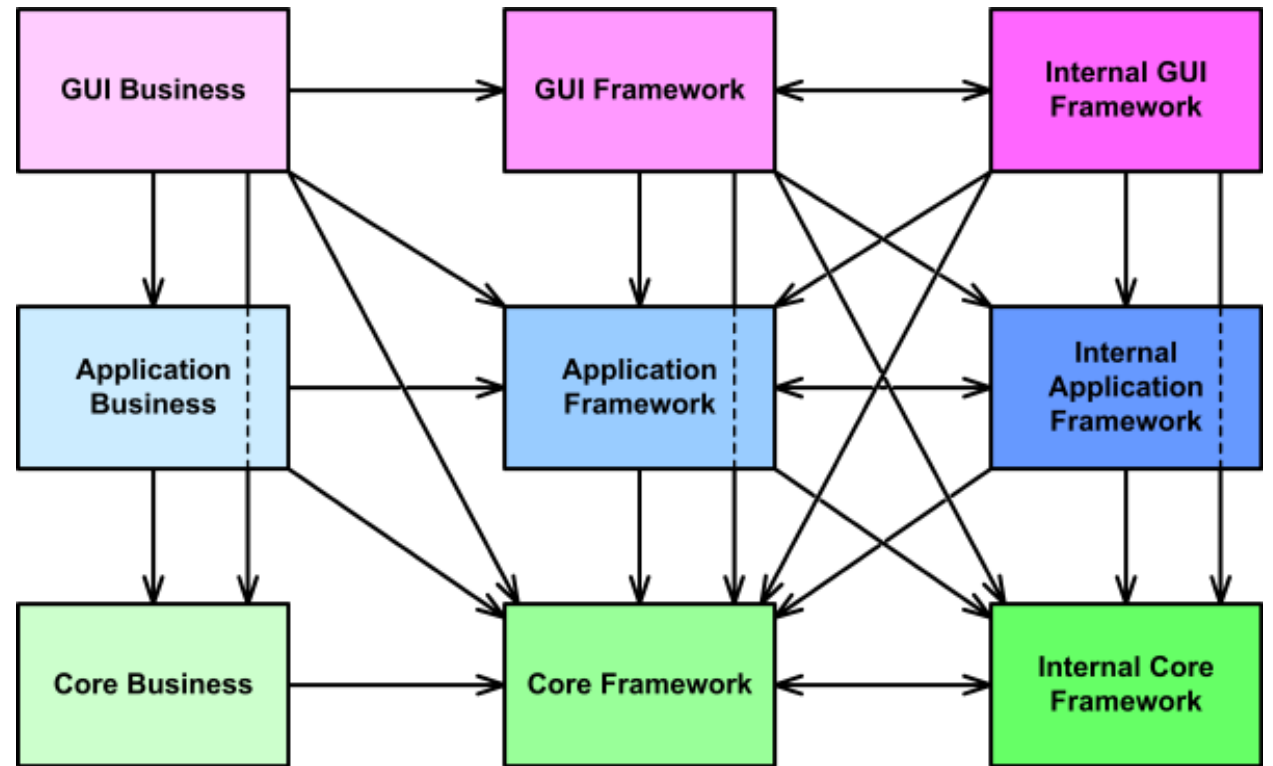 GUI Business
GUI Framework
Internal GUI
Framework
Application
Business
Application
Framework
Internal
Application
Framework
Core Business
Core Framework
Internal Core
Framework